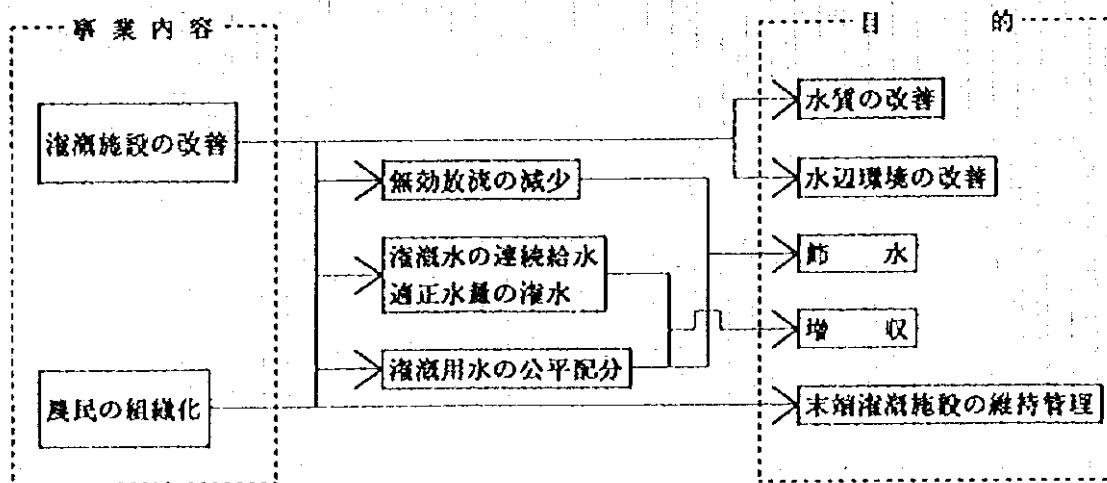 事業内容
目的
灌漑施設の改善
水質の改善
無効放流の減少
水辺環境の改善
灌漑水の連続給水
適正水量の灌水
節水
増収
灌漑用水の公平配分
農民の組織化
末端灌漑施設の維持管理